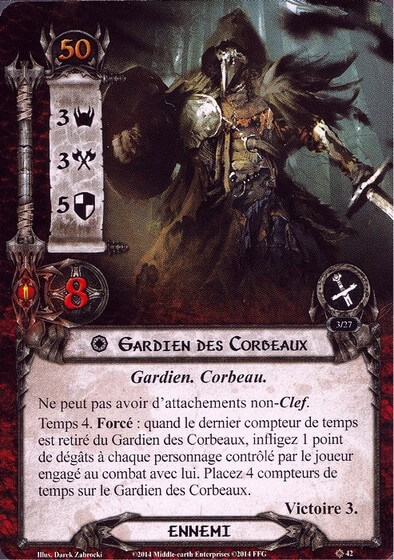 50
3
3
5
8
3/27
Gardien des Corbeaux
Gardien. Corbeau.
Ne peut pas avoir d'attachements non-Clef.
Temps 4. Forcé : quand le dernier compteur de temps
est retiré du Gardien des Corbeaux, infligez 1 point
de dégâts à chaque personnage contrôlé par le joueur
engagé au combat avec lui. Placez 4 compteurs de
temps sur le Gardien des Corbeaux.
Victoire 3.
ENNEMI
Illus. Darek Zabrocki ©2014 Middle-earth Enterprises ©2014 FFG 42